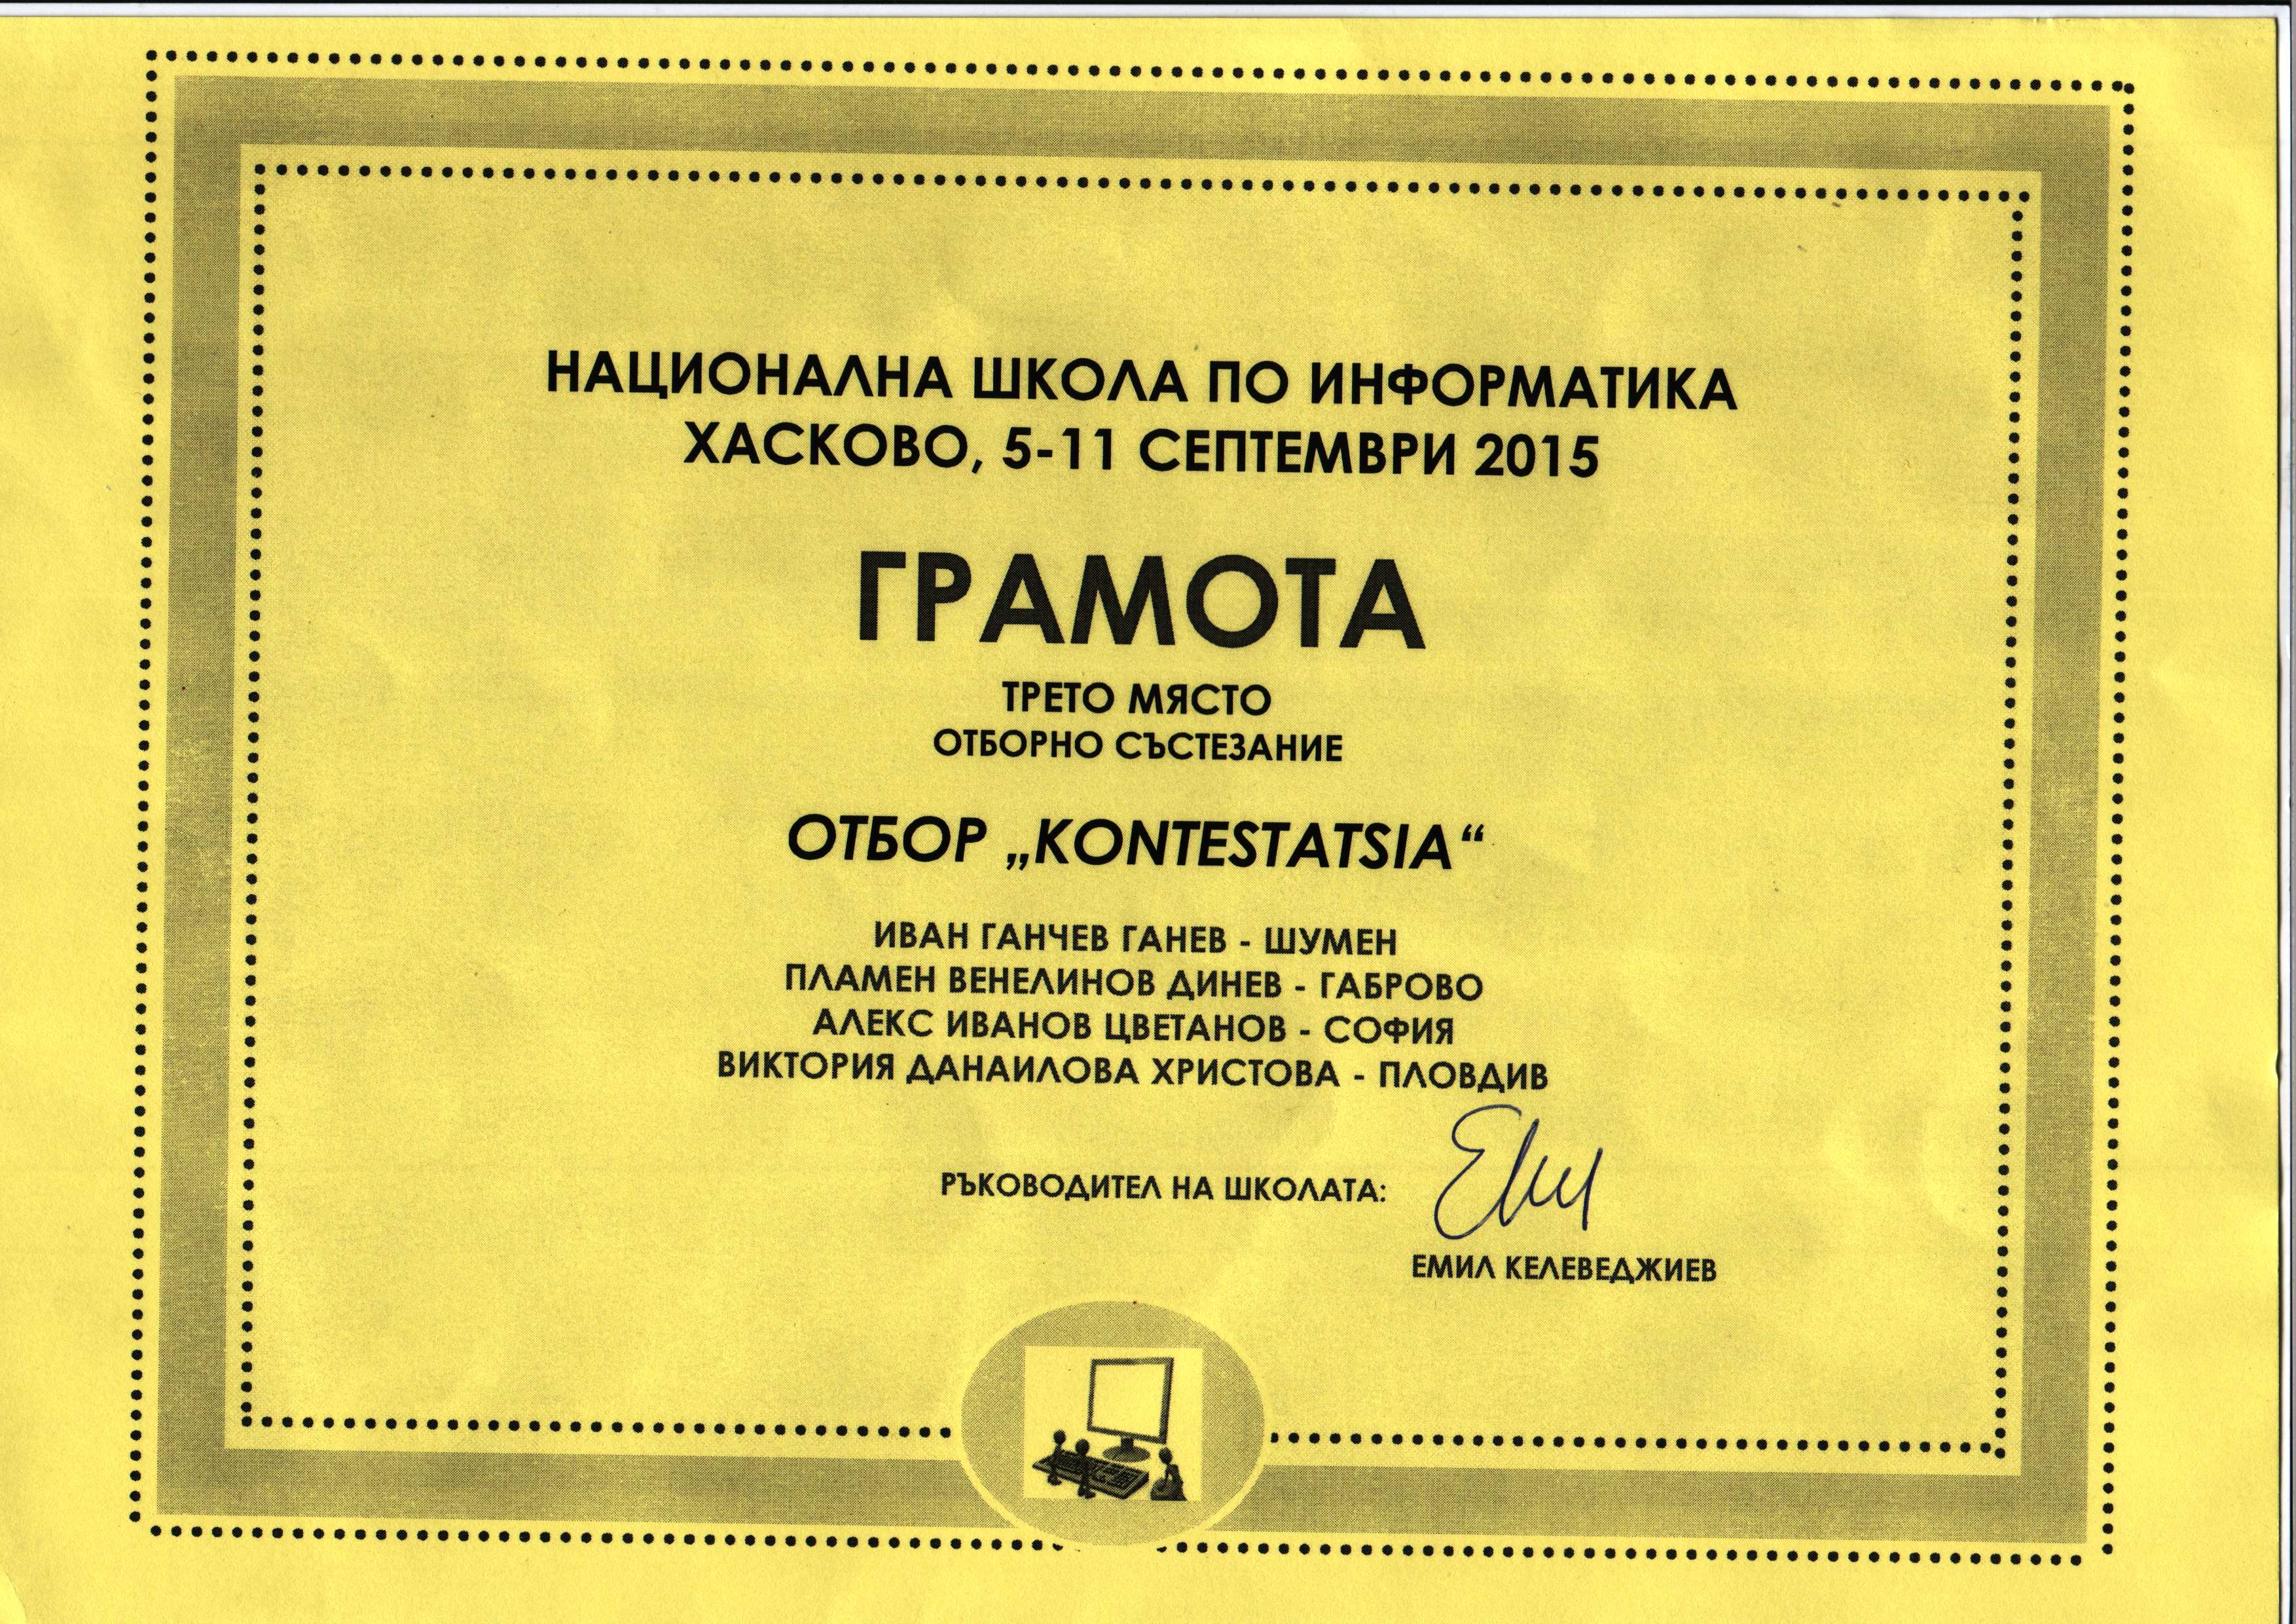 НАЦИОНАЛНА ШКОЛА ПО ИНФОРМАТИКА
ХАСКОВО, 5-11 СЕПТЕМВРИ 2015
ГРАМОТА
ТРЕТО МЯСТО
ОТБОРНО СЪСТЕЗАНИЕ
ОТБОР „KONTESTATSIA“
ИВАН ГАНЧЕВ ГАНЕВ - ШУМЕН
ПЛАМЕН ВЕНЕЛИНОВ ДИНЕВ - ГАБРОВО
АЛЕКС ИВАНОВ ЦВЕТАНОВ - СОФИЯ
ВИКТОРИЯ ДАНАИЛОВА ХРИСТОВА - ПЛОВДИВ
РЪКОВОДИТЕЛ НА ШКОЛАТА:
ЕМИЛ КЕЛЕВЕДЖИЕВ